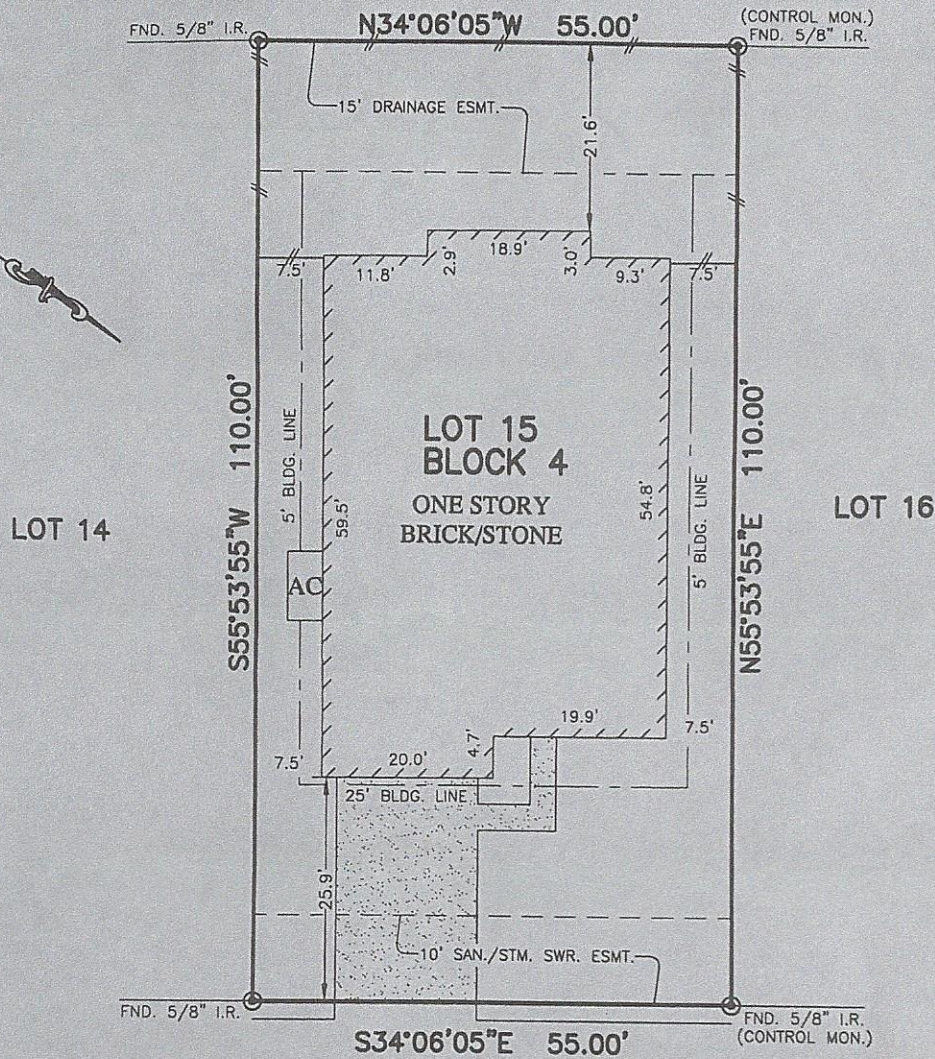 N34°06'05"W 55.00'
FND. 5/8" I.R.
(CONTROL MON.)
FND. 5/8" I.R.
15' DRAINAGE ESMT.
21.6'
18.9'
2.9'
3.0'
11.8'
9.3'
7.5'
7.5'
S55°53'55"W 110.00'
5' BLDG. LINE
59.5'
LOT 15
BLOCK 4
ONE STORY
BRICK/STONE
54.8'
5' BLDG. LINE
N55°53'55"E 110.00'
LOT 14
LOT 16
AC
19.9'
4.7'
7.5'
7.5'
20.0'
25' BLDG. LINE
25.9'
10' SAN./STM. SWR. ESMT.
FND. 5/8" I.R.
FND. 5/8" I.R.
(CONTROL MON.)
S34°06'05"E 55.00'